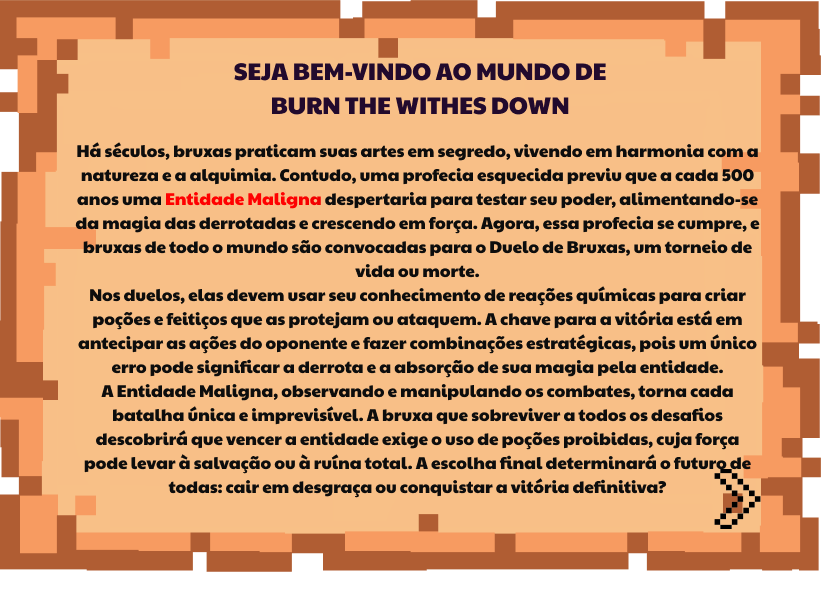 SEJA BEM-VINDO AO MUNDO DE
BURN THE WITHES DOWN
Há séculos, bruxas praticam suas artes em segredo, vivendo em harmonia com a
natureza e a alquimia. Contudo, uma profecia esquecida previu que a cada 500
anos uma Entidade Maligna despertaria para testar seu poder, alimentando-se
da magia das derrotadas e crescendo em força. Agora, essa profecia se cumpre, e
bruxas de todo o mundo são convocadas para o Duelo de Bruxas, um torneio de
vida ou morte.
Nos duelos, elas devem usar seu conhecimento de reações químicas para criar
poções e feitiços que as protejam ou ataquem. A chave para a vitória está em
antecipar as ações do oponente e fazer combinações estratégicas, pois um único
erro pode significar a derrota e a absorção de sua magia pela entidade.
A Entidade Maligna, observando e manipulando os combates, torna cada
batalha única e imprevisível. A bruxa que sobreviver a todos os desafios
descobrirá que vencer a entidade exige o uso de poções proibidas, cuja força
pode levar à salvação ou à ruína total. A escolha final determinará o futuro de
todas: cair em desgraça ou conquistar a vitória definitiva?